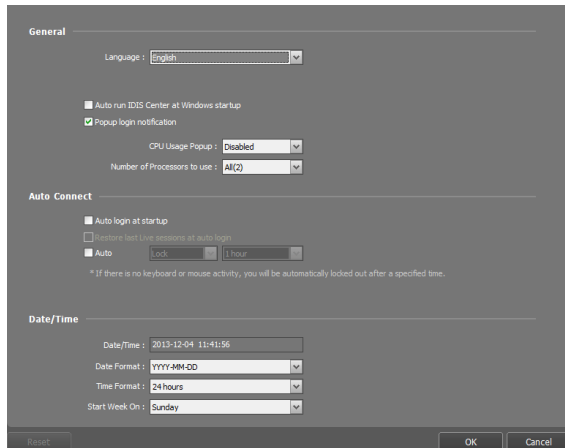 General
Language : English
Auto run IDIS Center at Windows startup
Popup login notification
CPU Usage Popup : Disabled
Number of Processors to use : All(2)
Auto Connect
Auto login at startup
Restore last Live sessions at auto login
Auto Lock 1 hour
* If there is no keyboard or mouse activity, you will be automatically locked out after a specified time.
Date/Time
Date/Time : 2013-12-04 11:41:56
Date Format : YYYY-MM-DD
Time Format : 24 hours
Start Week On : Sunday
Reset OK Cancel